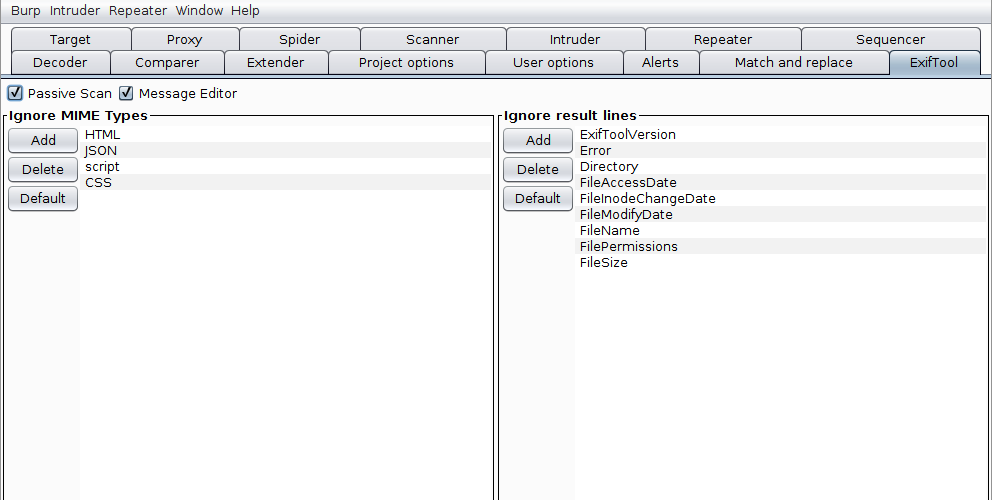 Burp Intruder Repeater Window Help
Target Proxy Spider Scanner Intruder Repeater Sequencer
Decoder Comparer Extender Project options User options Alerts Match and replace ExifTool
Passive Scan Message Editor
Ignore MIME Types
Add
Delete
Default
HTML
JSON
script
CSS
Ignore result lines
Add
Delete
Default
ExifToolVersion
Error
Directory
FileAccessDate
FileInodeChangeDate
FileModifyDate
FileName
FilePermissions
FileSize